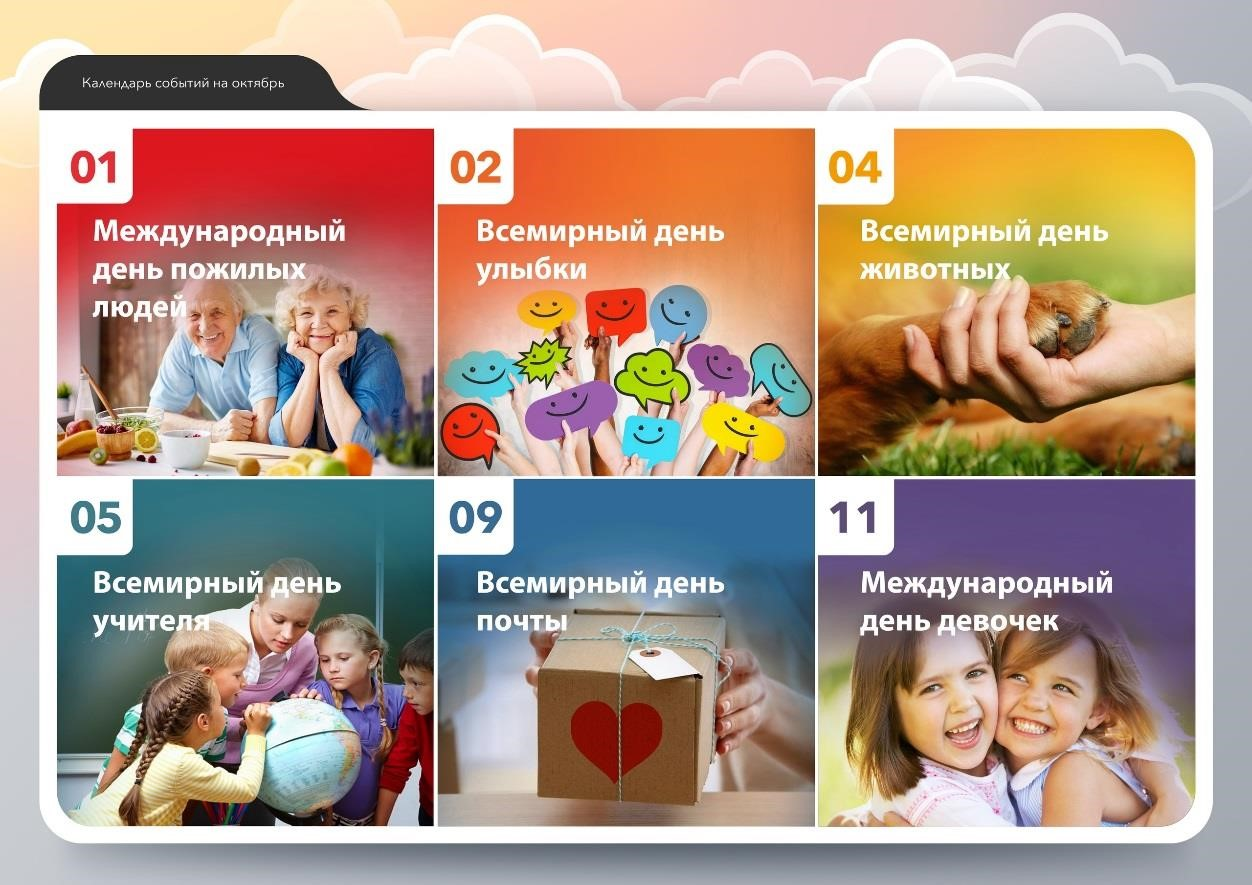 Календарь событий на октябрь
01
Международный
день пожилых
людей
02
Всемирный день
улыбки
04
Всемирный день
животных
05
Всемирный день
учителя
09
Всемирный день
почты
11
Международный
день девочек